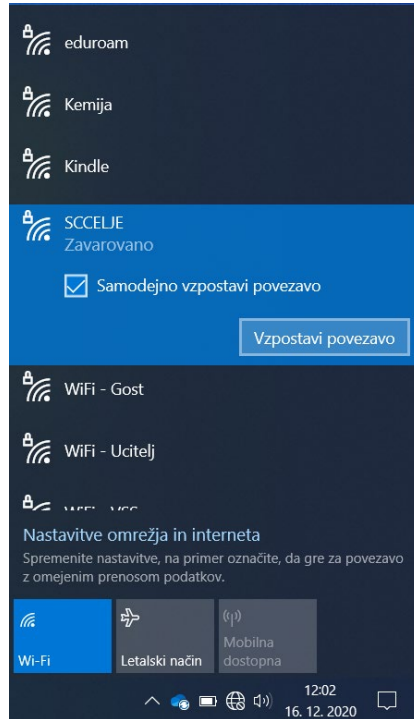 eduroam
Kemija
Kindle
SCCELJE
Zavarovano
Samodejno vzpostavi povezavo
Vzpostavi povezavo
WiFi - Gost
WiFi - Ucitelj
WiFi - VSS
Nastavitve omrežja in interneta
Spremenite nastavitve, na primer označite, da gre za povezavo
z omejenim prenosom podatkov.
Wi-Fi
Letalski način
Mobilna
dostopna
12:02
16. 12. 2020